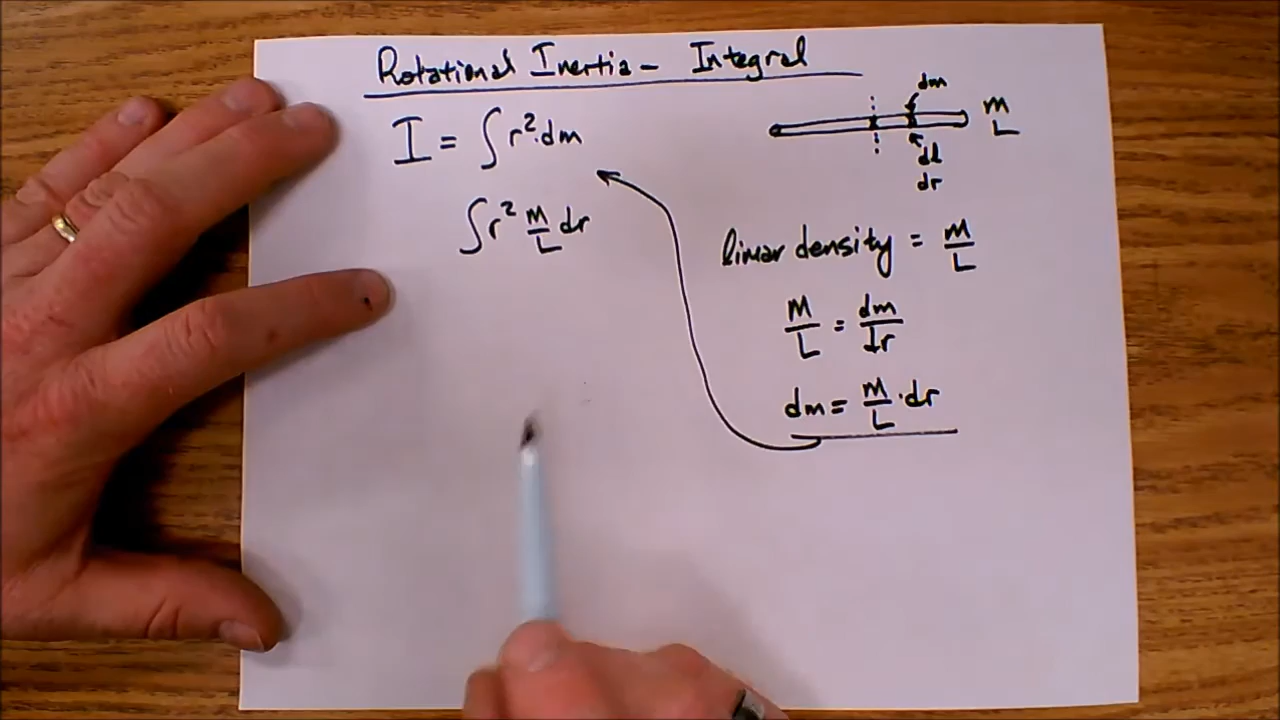 Rotational Inertia - Integral
I = ∫ r²·dm
∫ r² m/L dr
dm
m/L
dl
dr
linear density = m/L
m/L = dm/dr
dm = m/L · dr